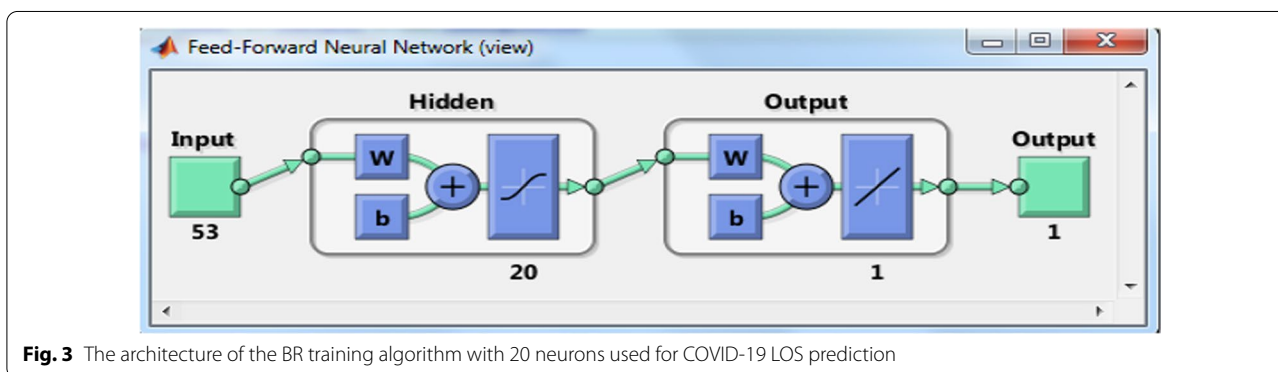 Feed-Forward Neural Network (view)
Hidden
Output
Input
Output
W
W
+
+
b
b
53
1
20
1
Fig. 3 The architecture of the BR training algorithm with 20 neurons used for COVID-19 LOS prediction